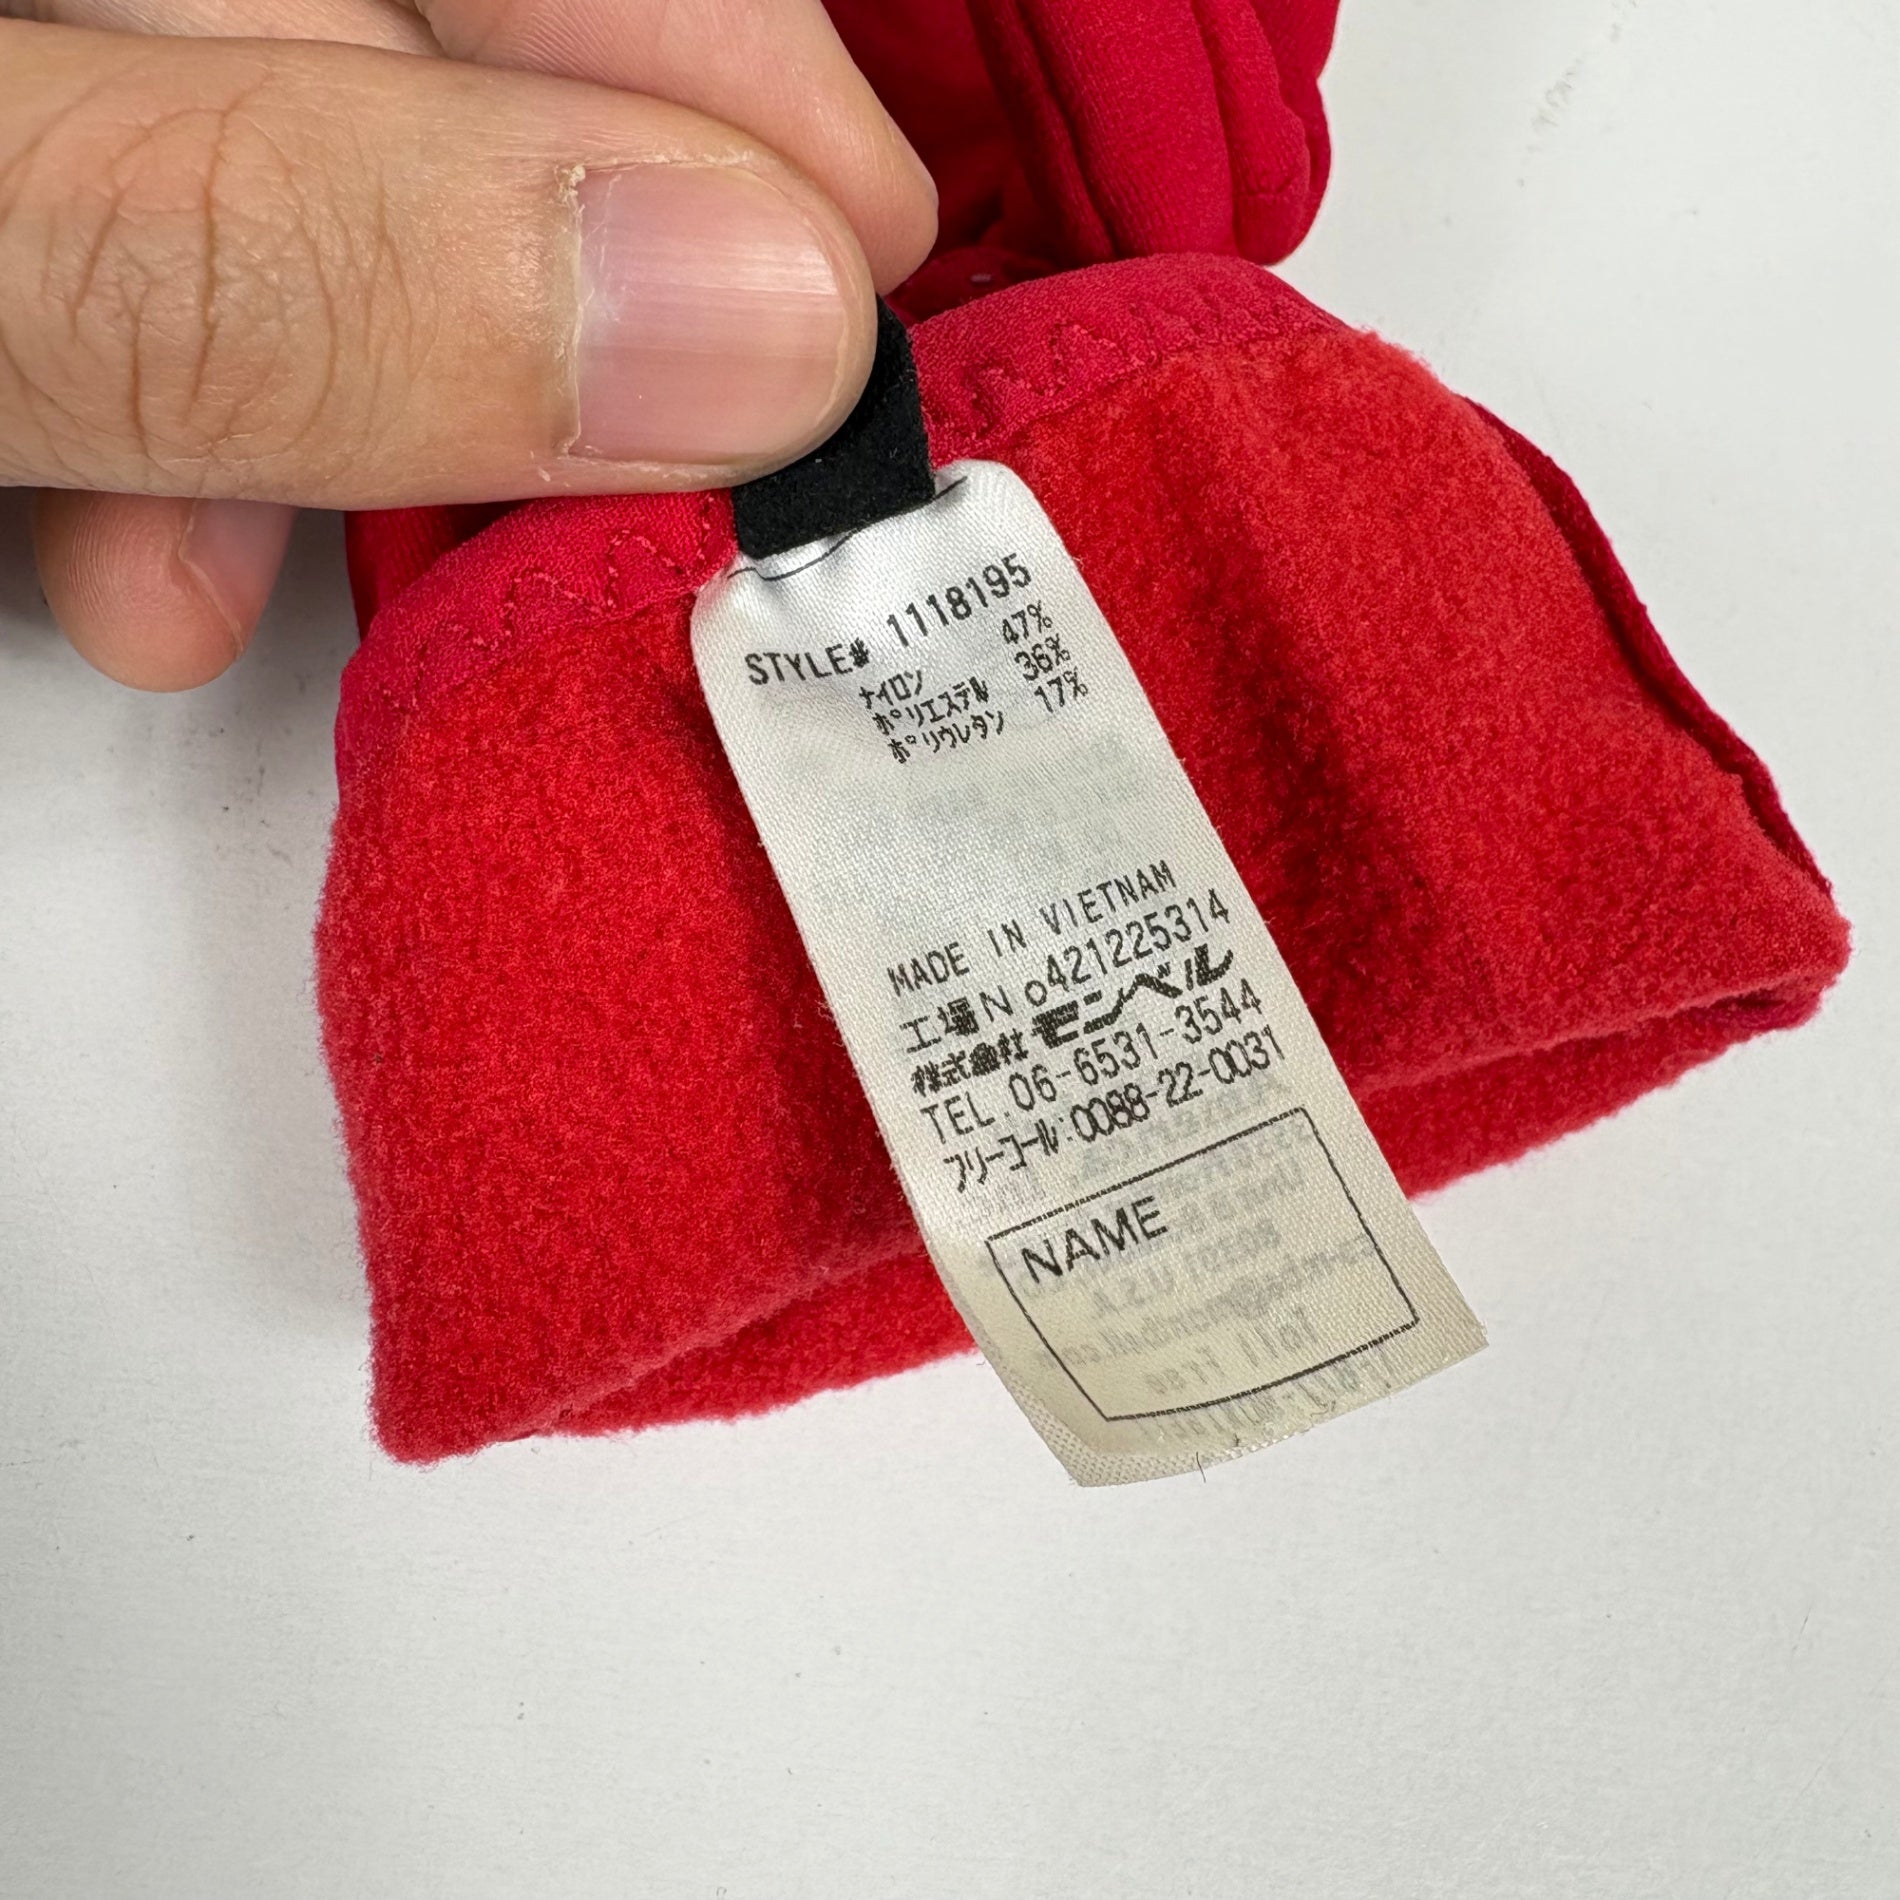 STYLE# 1118195
ナイロン 47%
ポリエステル 36%
ポリウレタン 17%
MADE IN VIETNAM
工場No421225314
株式会社モンベル
TEL.06-6531-3544
フリーコール:0088-22-0031
NAME